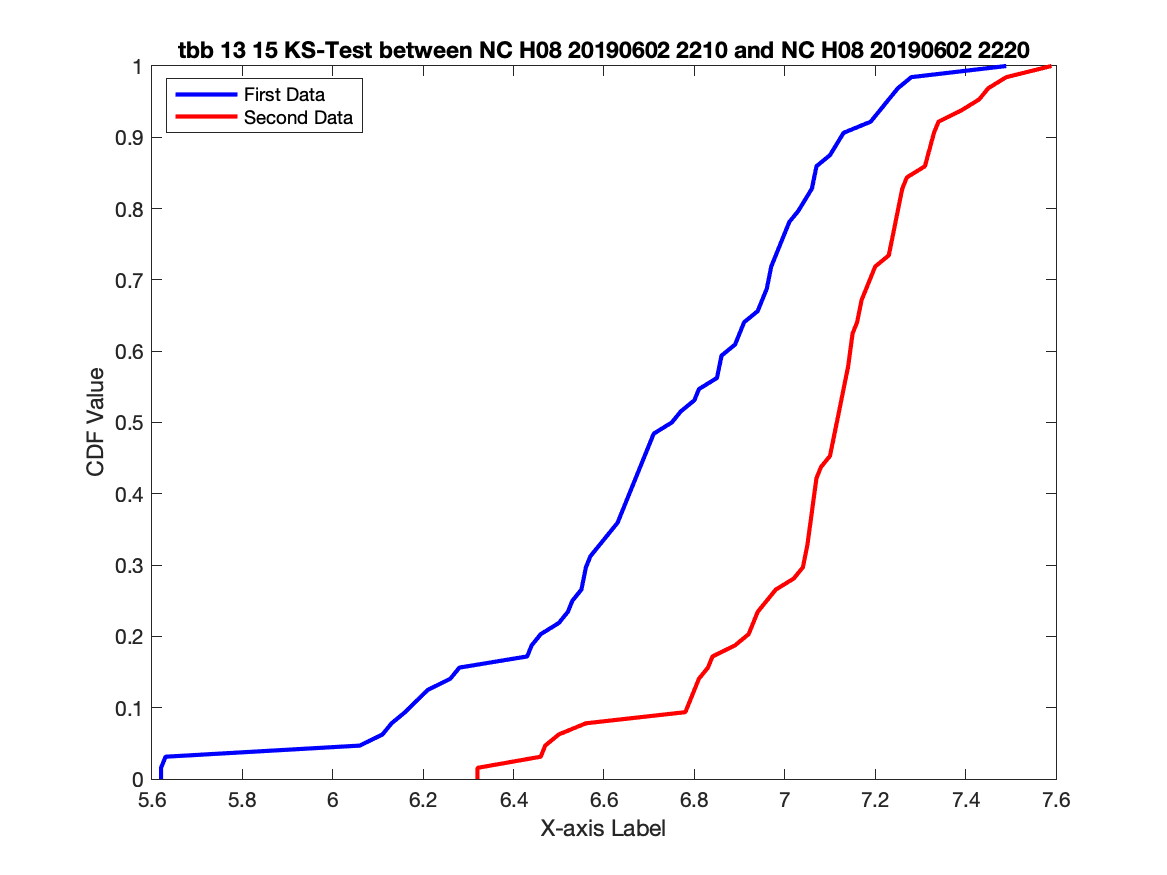 tbb 13 15 KS-Test between NC H08 20190602 2210 and NC H08 20190602 2220
First Data
Second Data
1
0.9
0.8
0.7
0.6
0.5
0.4
0.3
0.2
0.1
0
CDF Value
5.6 5.8 6 6.2 6.4 6.6 6.8 7 7.2 7.4 7.6
X-axis Label